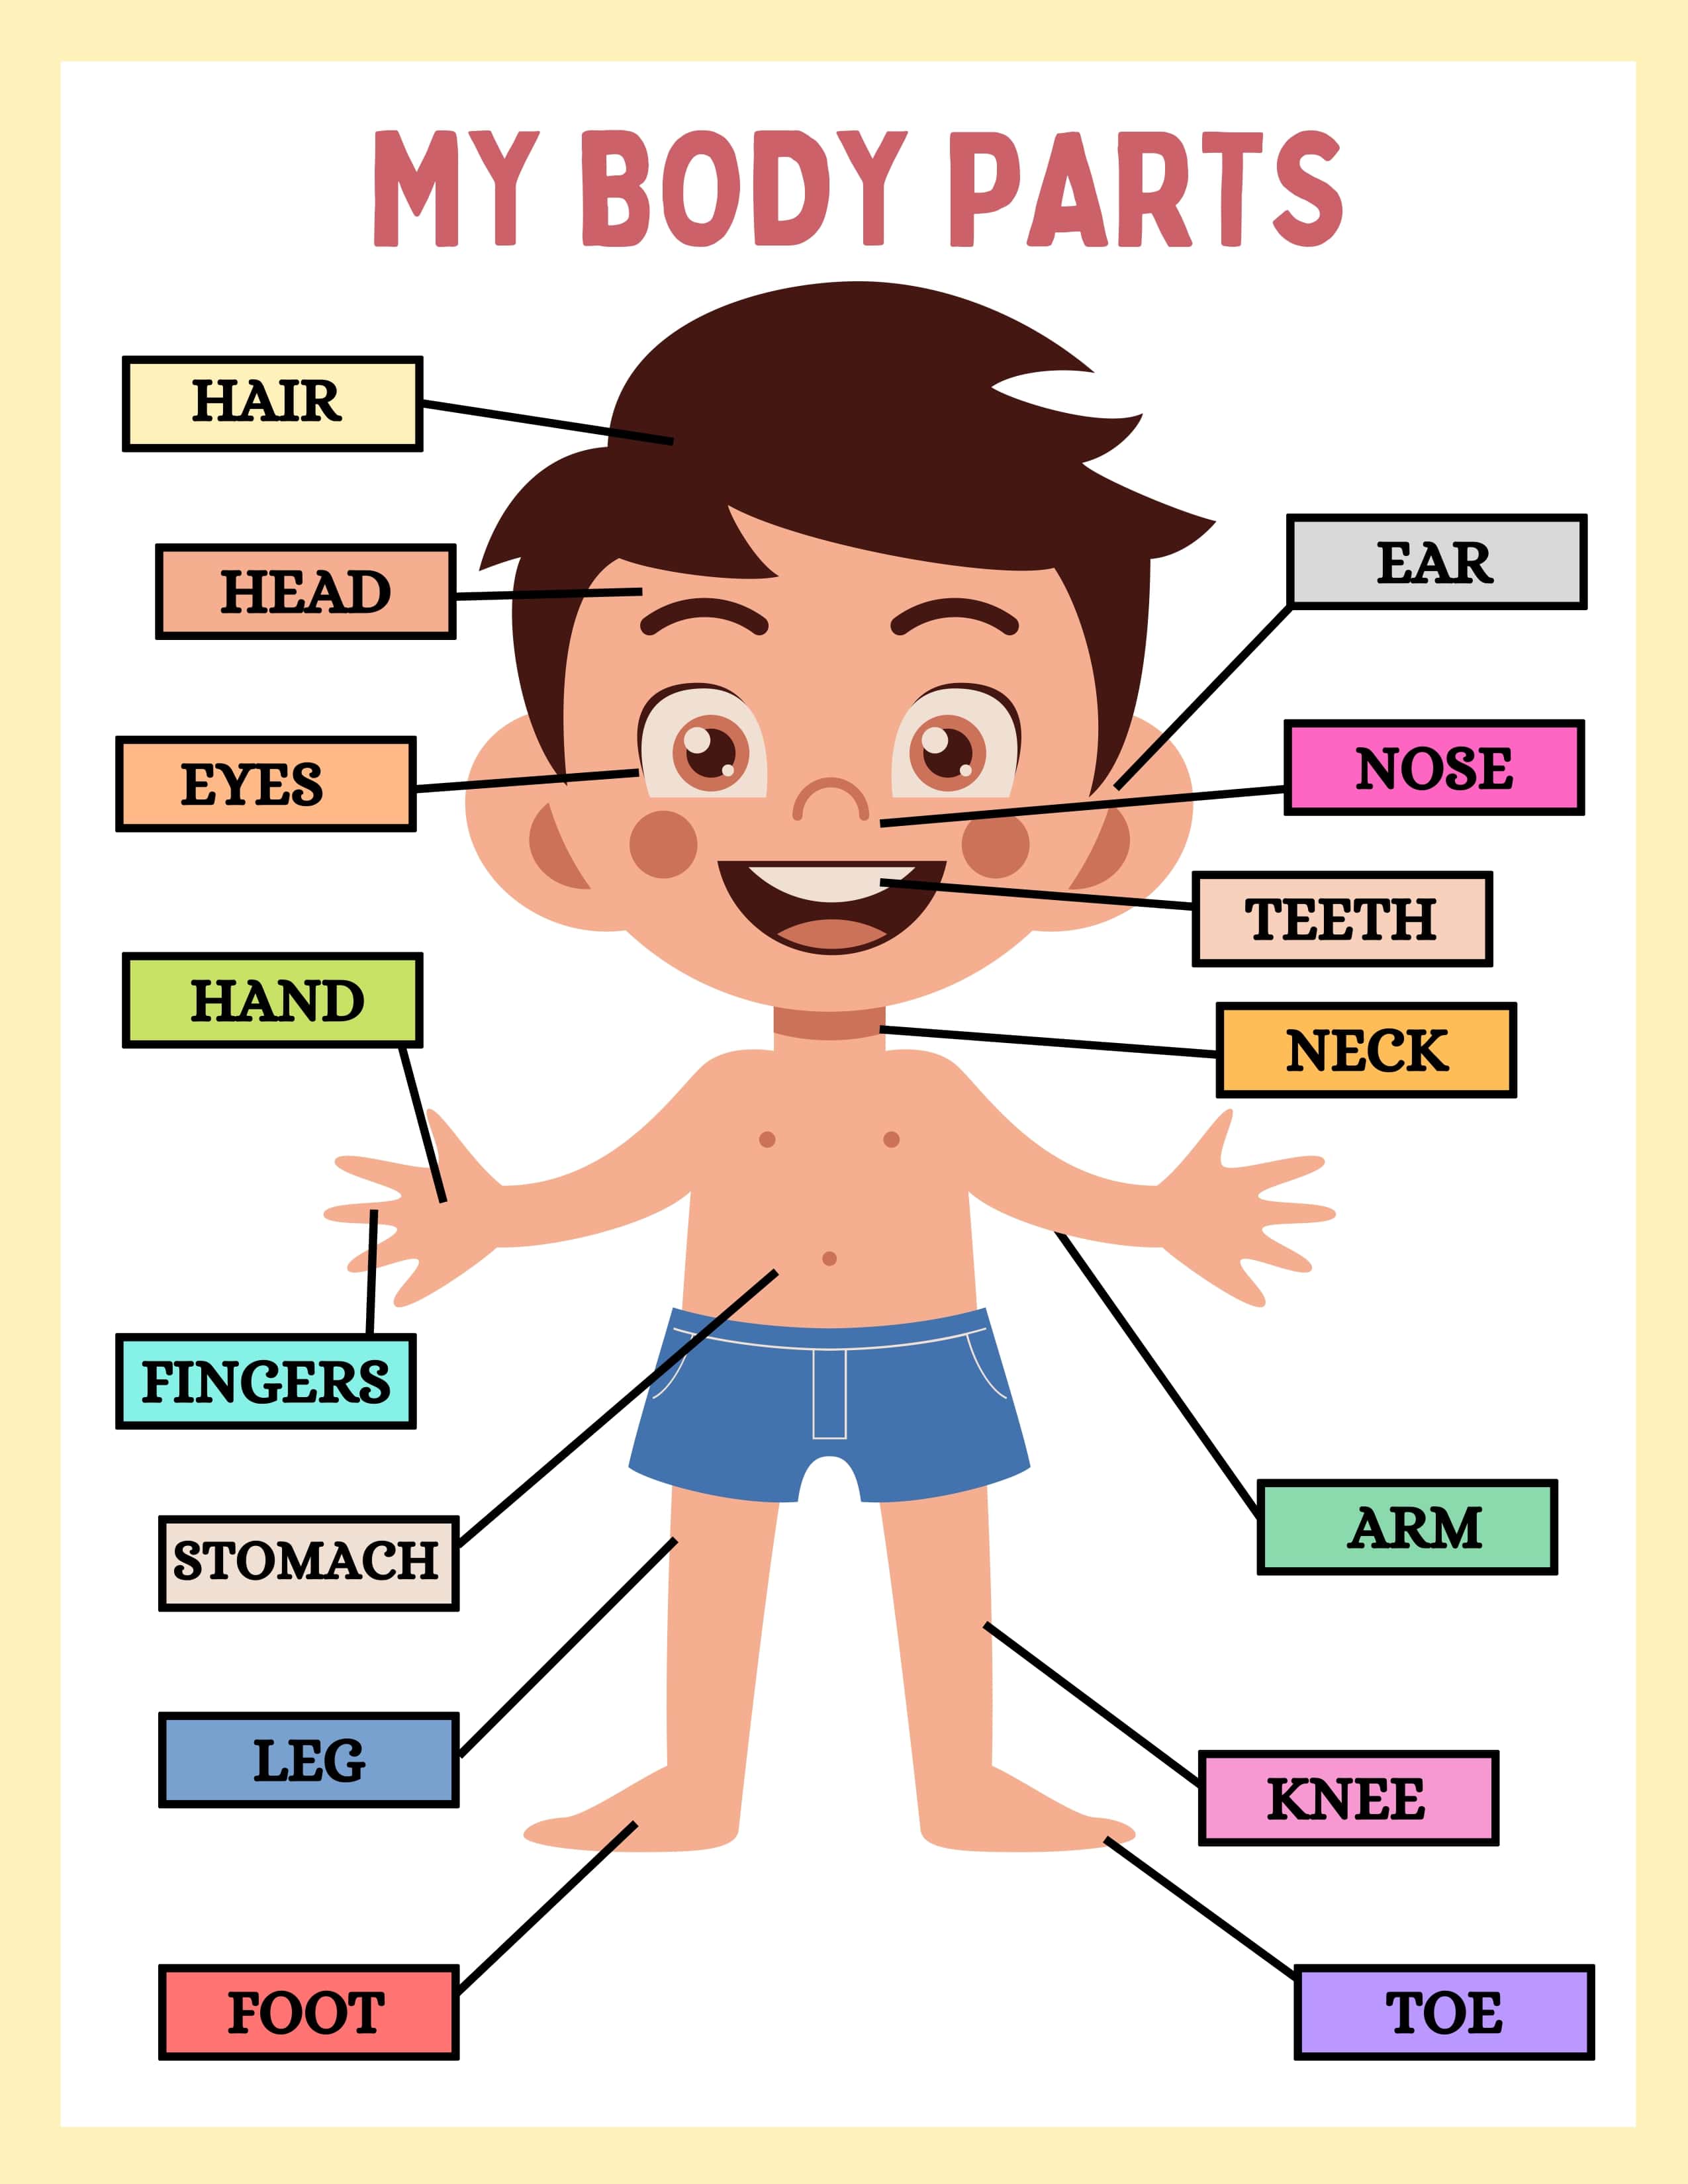 MY BODY PARTS
HAIR
HEAD
EAR
EYES
NOSE
TEETH
HAND
NECK
FINGERS
STOMACH
ARM
LEG
KNEE
FOOT
TOE